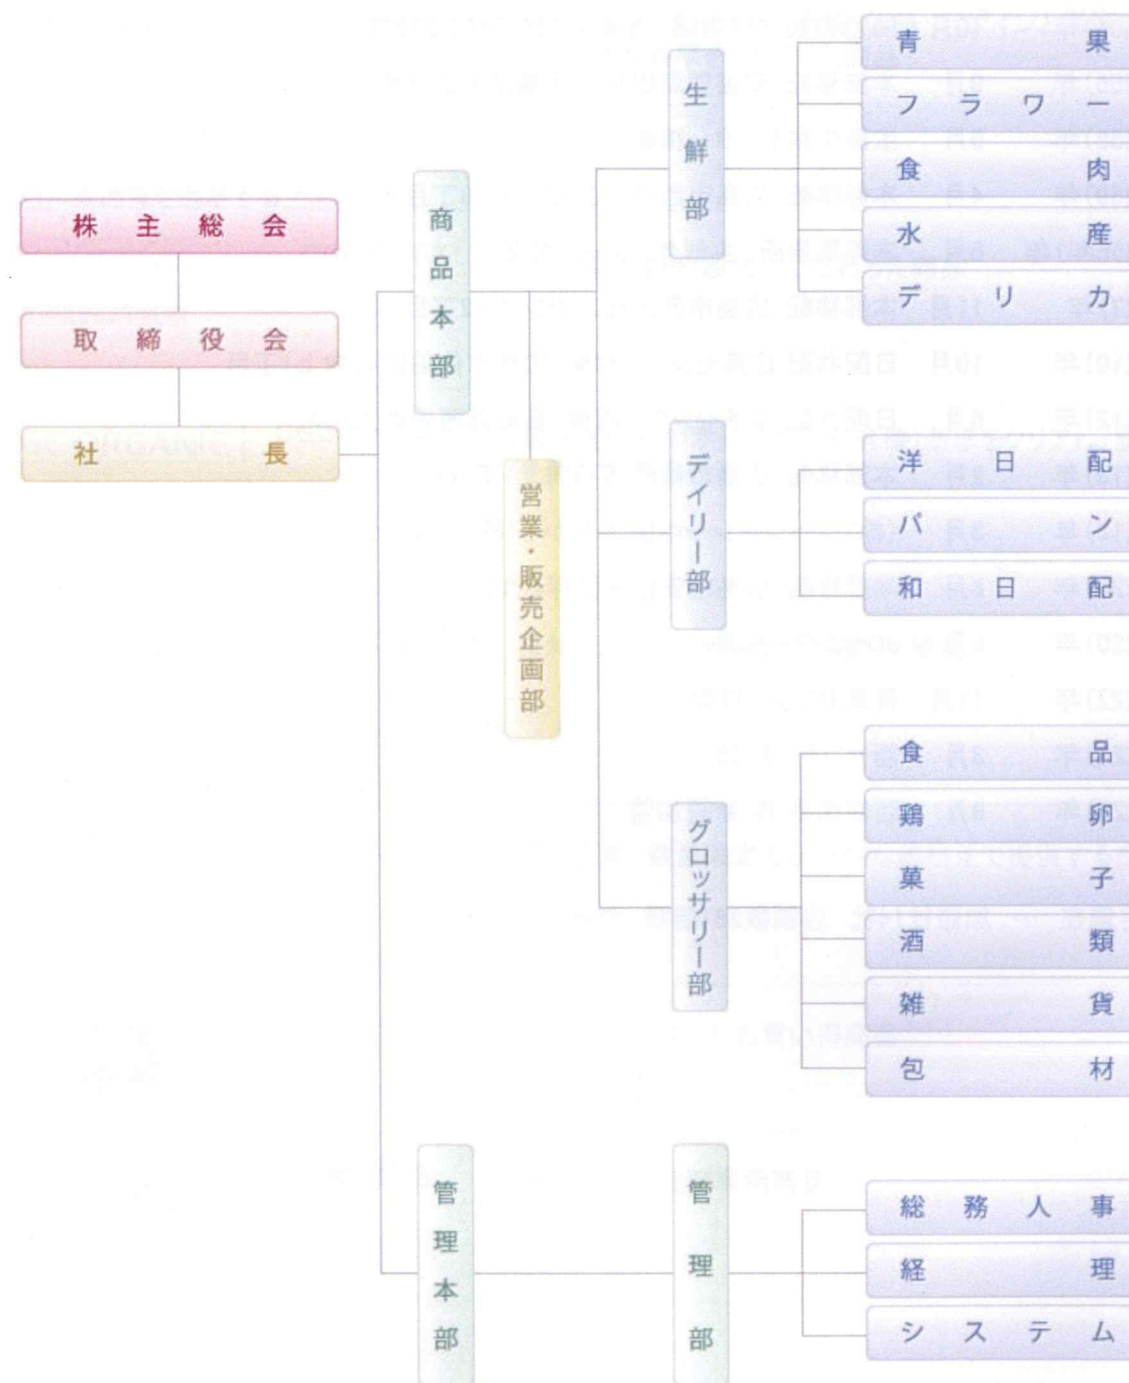 株主総会
取締役会
社長
商品本部
営業・販売企画部
生鮮部
青果
フラワー
食肉
水産
デリカ
デイリー部
洋日配
パン
和日配
グロッサリー部
食品
鶏卵
菓子
酒類
雑貨
包材
管理本部
管理部
総務人事
経理
システム